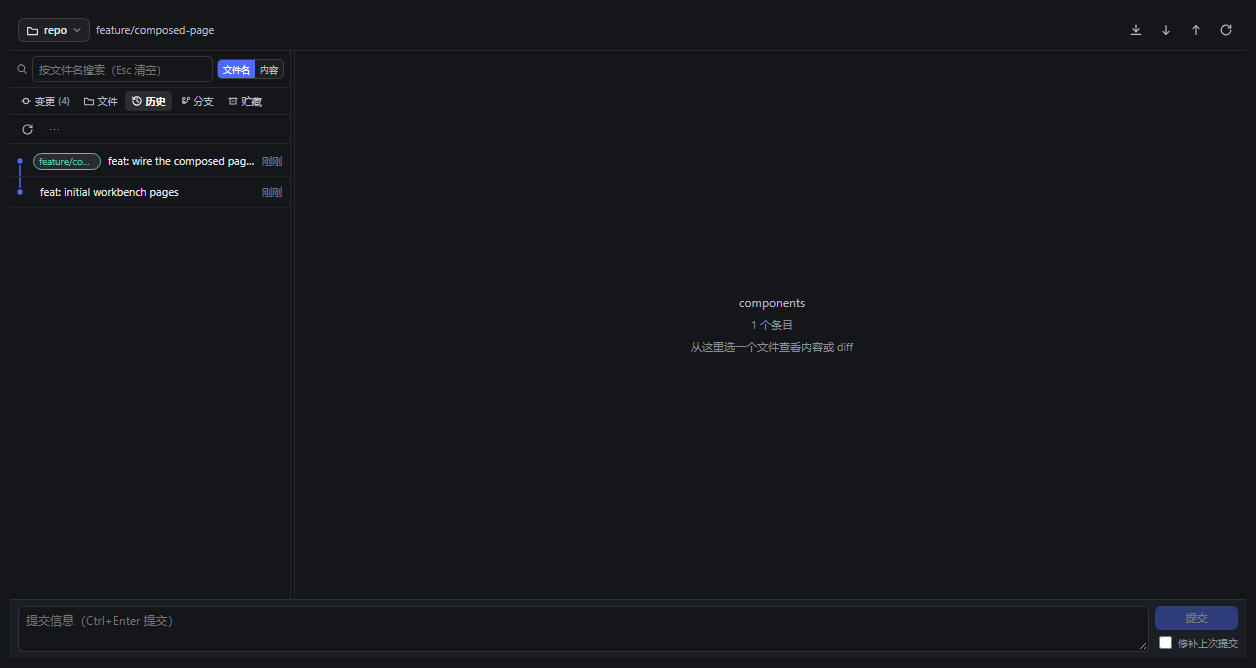 repo feature/composed-page
按文件名搜索（Esc 清空） 文件名 内容
变更 (4) 文件 历史 分支 贮藏
...
feature/co... feat: wire the composed pag... 刚刚
feat: initial workbench pages 刚刚
components
1 个条目
从这里选一个文件查看内容或 diff
提交信息（Ctrl+Enter 提交） 提交
修补上次提交